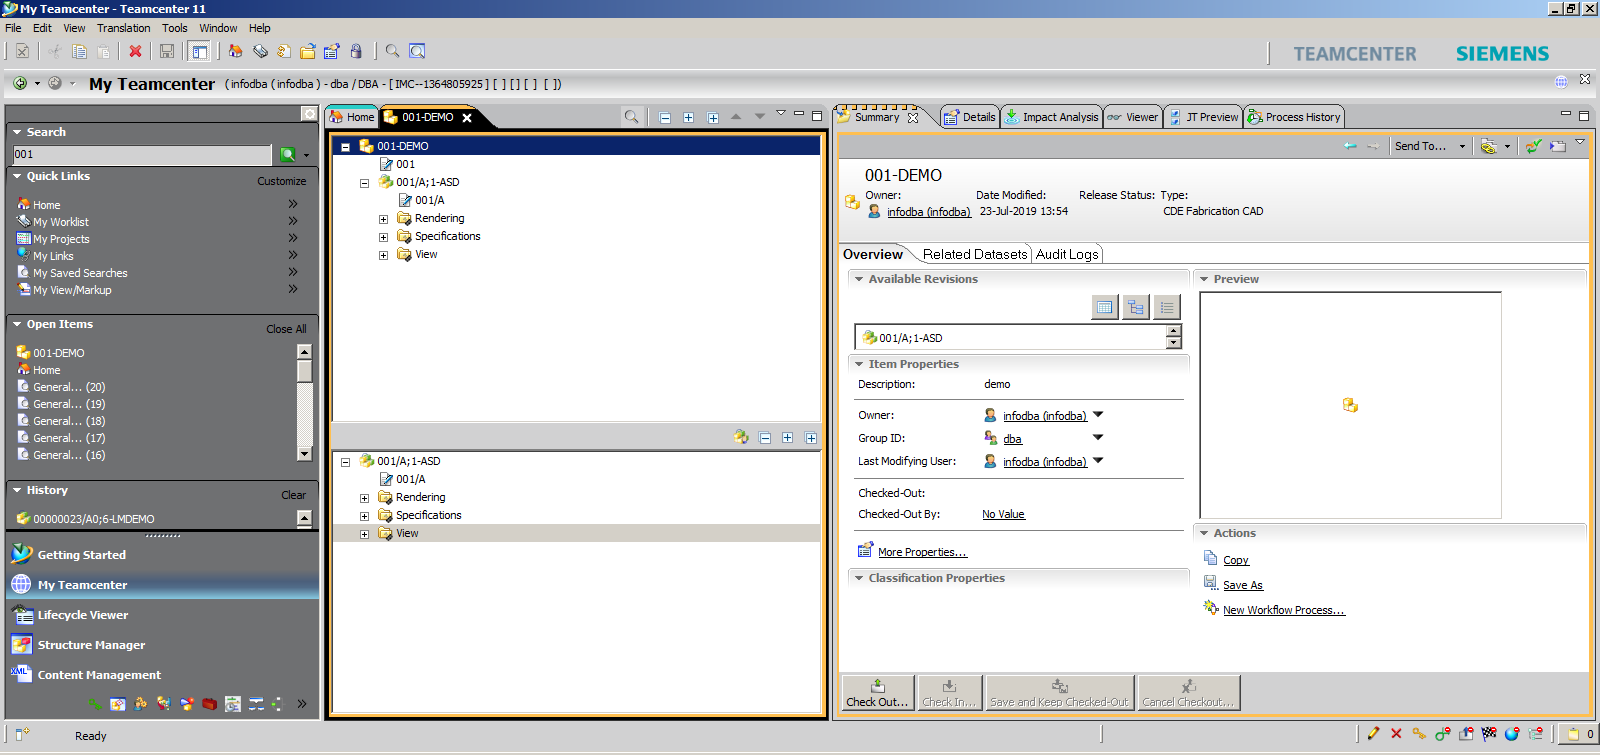 My Teamcenter - Teamcenter 11
File Edit View Translation Tools Window Help
TEAMCENTER SIEMENS
My Teamcenter ( infodba ( infodba ) - dba / DBA - [ IMC--1364805925 ] [ ] [ ] [ ] [ ])
Search
001
Quick Links
Customize
Home
My Worklist
My Projects
My Links
My Saved Searches
My View/Markup
Open Items
Close All
001-DEMO
Home
General... (20)
General... (19)
General... (18)
General... (17)
General... (16)
History
Clear
00000023/A0;6-LMDEMO
Getting Started
My Teamcenter
Lifecycle Viewer
Structure Manager
XML
Content Management
Home
001-DEMO
001-DEMO
001
001/A;1-ASD
001/A
Rendering
Specifications
View
001/A;1-ASD
001/A
Rendering
Specifications
View
Summary
Details
Impact Analysis
Viewer
JT Preview
Process History
Send To...
001-DEMO
Owner: Date Modified: Release Status: Type:
infodba (infodba) 23-Jul-2019 13:54 CDE Fabrication CAD
Overview Related Datasets Audit Logs
Available Revisions
001/A;1-ASD
Item Properties
Description: demo
Owner: infodba (infodba)
Group ID: dba
Last Modifying User: infodba (infodba)
Checked-Out:
Checked-Out By: No Value
More Properties...
Classification Properties
Preview
Actions
Copy
Save As
New Workflow Process...
Check Out... Check In... Save and Keep Checked-Out Cancel Checkout...
Ready
0